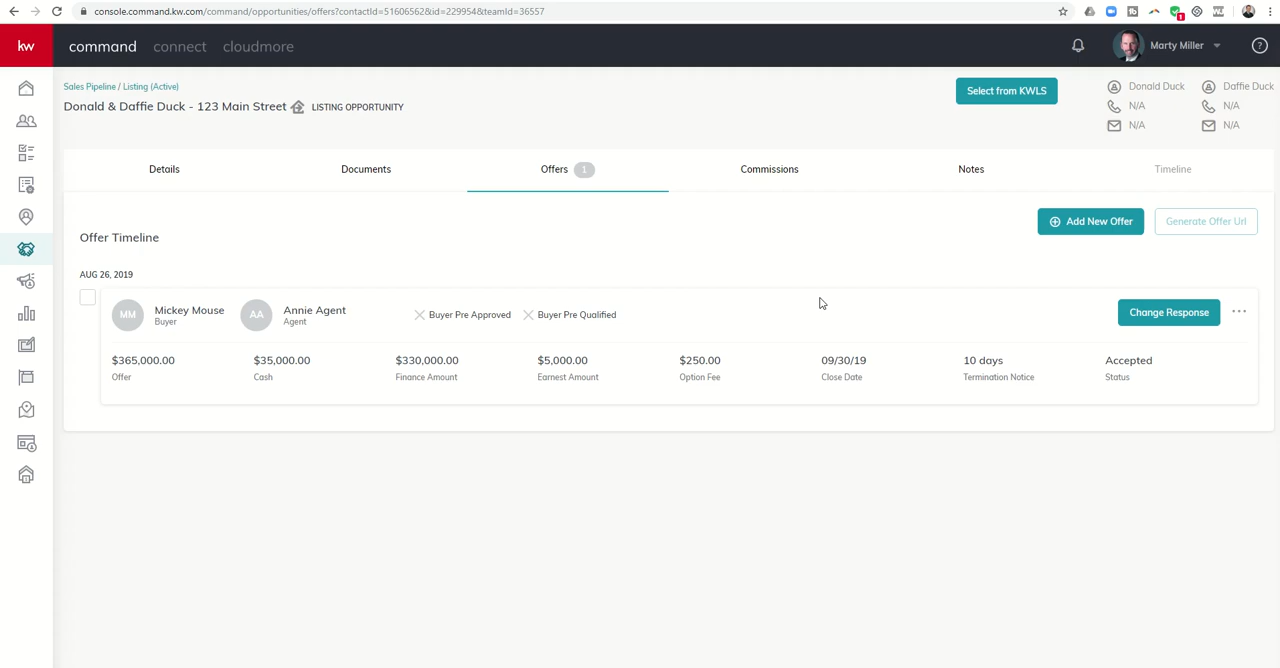 console.command.kw.com/command/opportunities/offers?contactId=51606562&id=229954&teamId=36557
kw
command connect cloudmore
Marty Miller
Sales Pipeline / Listing (Active)
Donald & Daffie Duck - 123 Main Street LISTING OPPORTUNITY
Select from KWLS
Donald Duck Daffie Duck
N/A N/A
N/A N/A
Details Documents Offers 1 Commissions Notes Timeline
Add New Offer Generate Offer Url
Offer Timeline
AUG 26, 2019
MM Mickey Mouse AA Annie Agent
Buyer Agent
Buyer Pre Approved Buyer Pre Qualified
Change Response
$365,000.00 $35,000.00 $330,000.00 $5,000.00 $250.00 09/30/19 10 days Accepted
Offer Cash Finance Amount Earnest Amount Option Fee Close Date Termination Notice Status